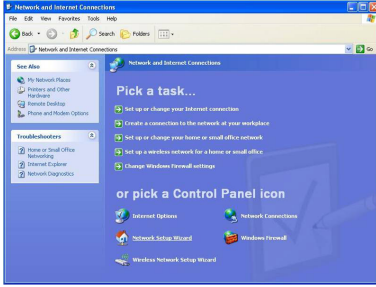 Network and Internet Connections
File Edit View Favorites Tools Help
Back Search Folders
Address Network and Internet Connections Go
See Also
My Network Places
Printers and Other
Hardware
Remote Desktop
Phone and Modem Options
Troubleshooters
Home or Small Office
Networking
Internet Explorer
Network Diagnostics
Network and Internet Connections
Pick a task...
Set up or change your Internet connection
Create a connection to the network at your workplace
Set up or change your home or small office network
Set up a wireless network for a home or small office
Change Windows Firewall settings
or pick a Control Panel icon
Internet Options Network Connections
Network Setup Wizard Windows Firewall
Wireless Network Setup Wizard